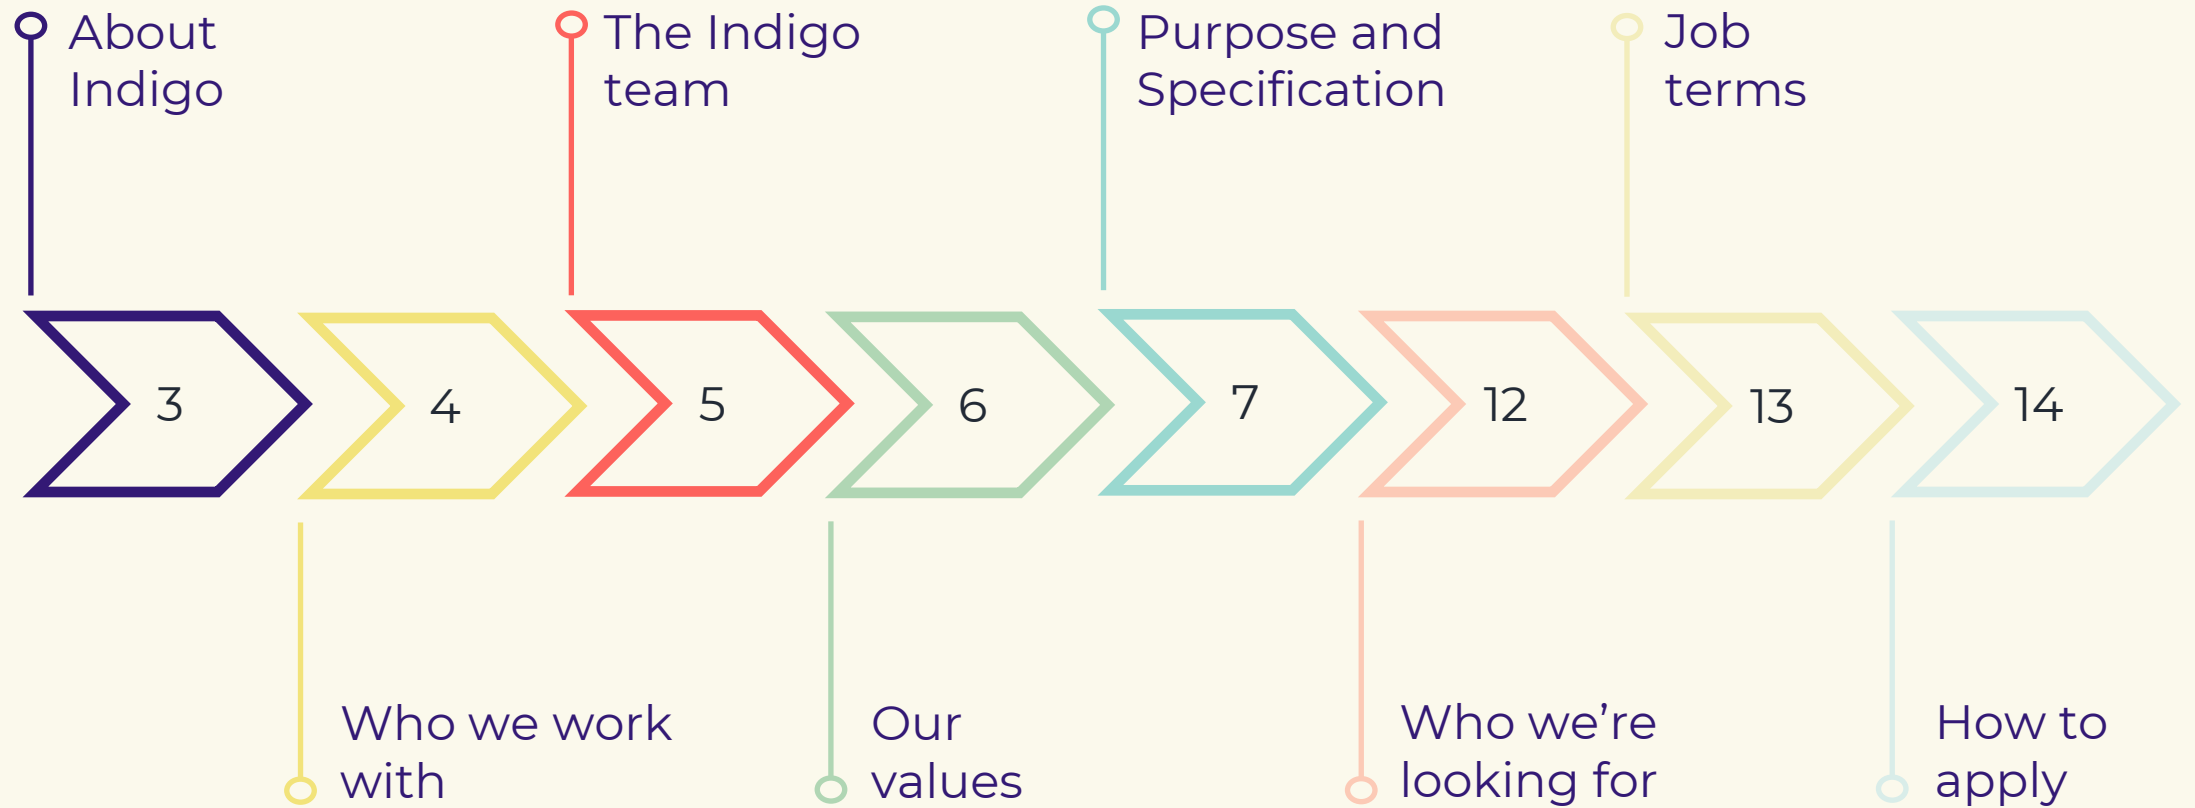 About
Indigo
The Indigo
team
Purpose and
Specification
Job
terms
3
4
5
6
7
12
13
14
Who we work
with
Our
values
Who we’re
looking for
How to
apply